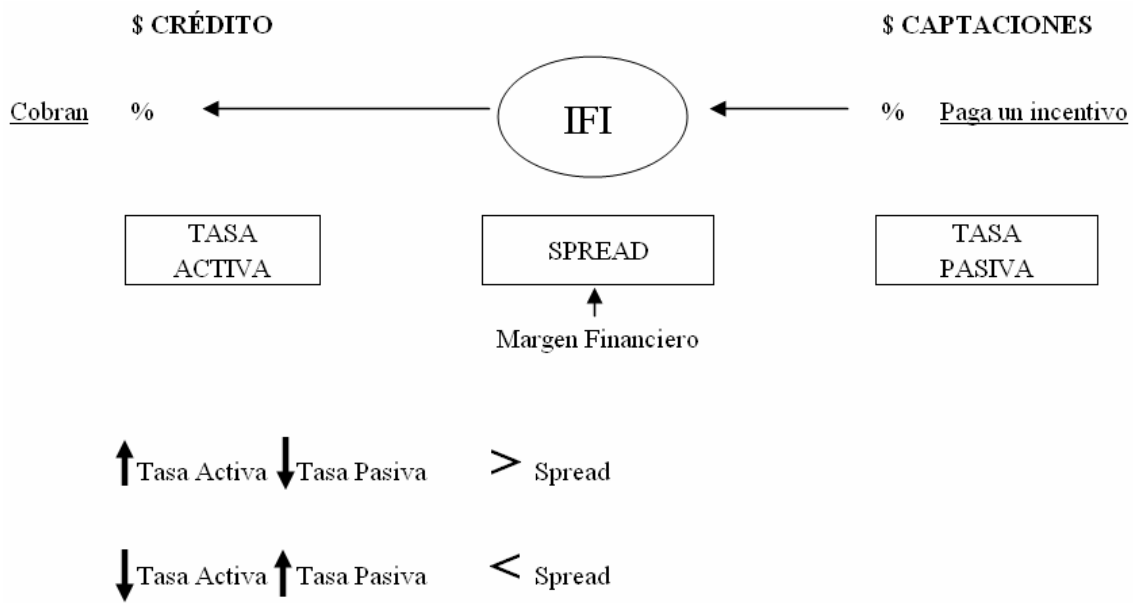 $ CRÉDITO $ CAPTACIONES
Cobran % IFI % Paga un incentivo
TASA ACTIVA
SPREAD
TASA PASIVA
Margen Financiero
Tasa Activa Tasa Pasiva > Spread
Tasa Activa Tasa Pasiva < Spread